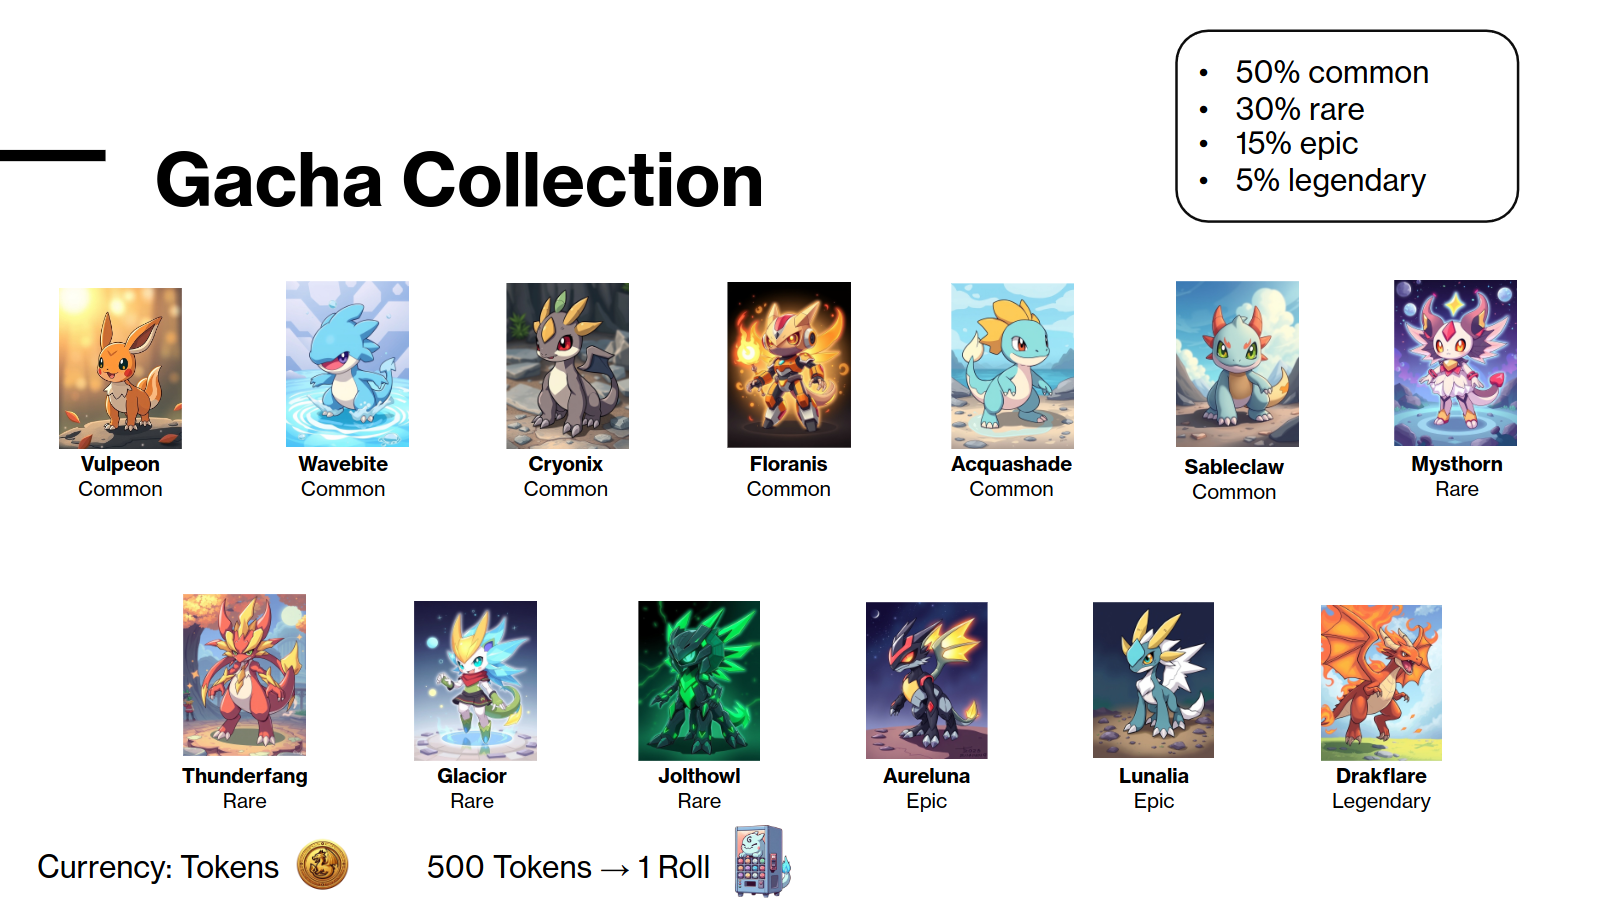 • 50% common
• 30% rare
• 15% epic
• 5% legendary
Gacha Collection
Vulpeon
Common
Wavebite
Common
Cryonix
Common
Floranis
Common
Acquashade
Common
Sableclaw
Common
Mysthorn
Rare
Thunderfang
Rare
Glacior
Rare
Jolthowl
Rare
Aureluna
Epic
Lunalia
Epic
Drakflare
Legendary
Currency: Tokens
500 Tokens → 1 Roll